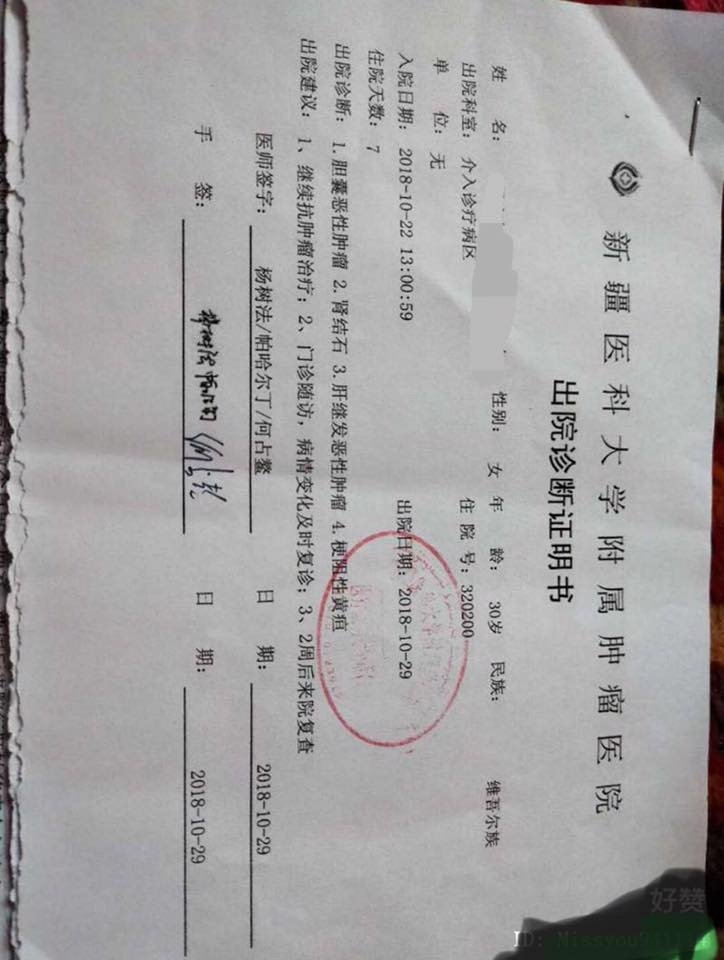 新疆医科大学附属肿瘤医院
出院诊断证明书
姓 名: 性别: 女 年 龄: 30岁 民族: 维吾尔族
出院科室: 介入诊疗病区 住 院 号: 320200
单 位: 无
入院日期: 2018-10-22 13:00:59 出院日期: 2018-10-29
住院天数: 7
出院诊断: 1.胆囊恶性肿瘤 2.肾结石 3.肝继发恶性肿瘤 4.梗阻性黄疸
出院建议: 1、继续抗肿瘤治疗; 2、门诊随访, 病情变化及时复诊; 3、2周后来院复查
医师签字: 杨树法/帕哈尔丁/何占鳌 日 期: 2018-10-29
手 签: 杨树法 日 期: 2018-10-29
好赞